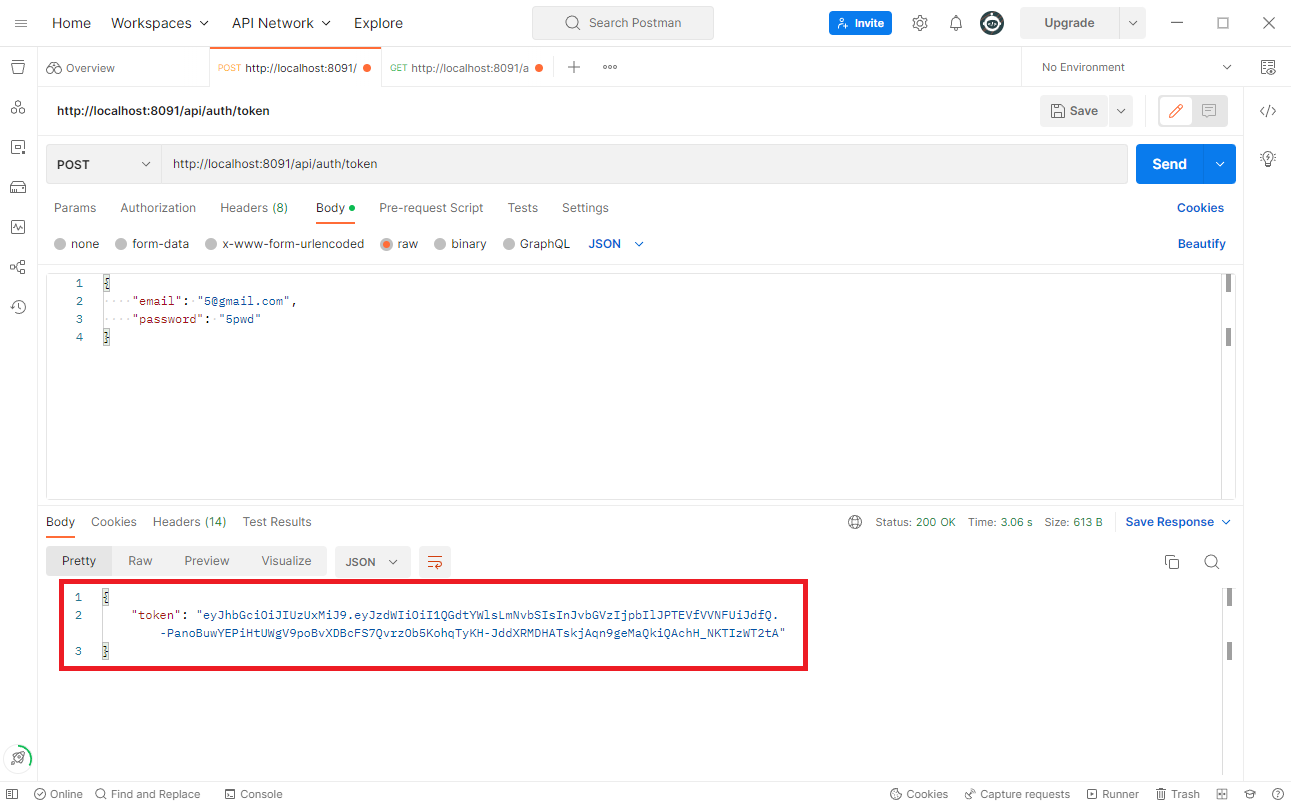 Home Workspaces API Network Explore Search Postman Invite Upgrade
Overview POST http://localhost:8091/ GET http://localhost:8091/a No Environment
http://localhost:8091/api/auth/token Save
POST http://localhost:8091/api/auth/token Send
Params Authorization Headers (8) Body Pre-request Script Tests Settings Cookies
none form-data x-www-form-urlencoded raw binary GraphQL JSON Beautify
1 {
2 "email": "5@gmail.com",
3 "password": "5pwd"
4 }
Body Cookies Headers (14) Test Results Status: 200 OK Time: 3.06 s Size: 613 B Save Response
Pretty Raw Preview Visualize JSON
1 {
2 "token": "eyJhbGciOiJIUzUxMiJ9.eyJzdWIiOiI1QGdtYWlsLmNvbSIsInJvbGVzIjpbIlJPTEVfVVNFUiJdfQ.
-PanoBuwYEPiHtUWgV9poBvXDBcFS7QvrzOb5KohqTyKH-JddXRMDHATskjAqn9geMaQkiQAchH_NKTIzWT2tA"
3 }
Online Find and Replace Console Cookies Capture requests Runner Trash